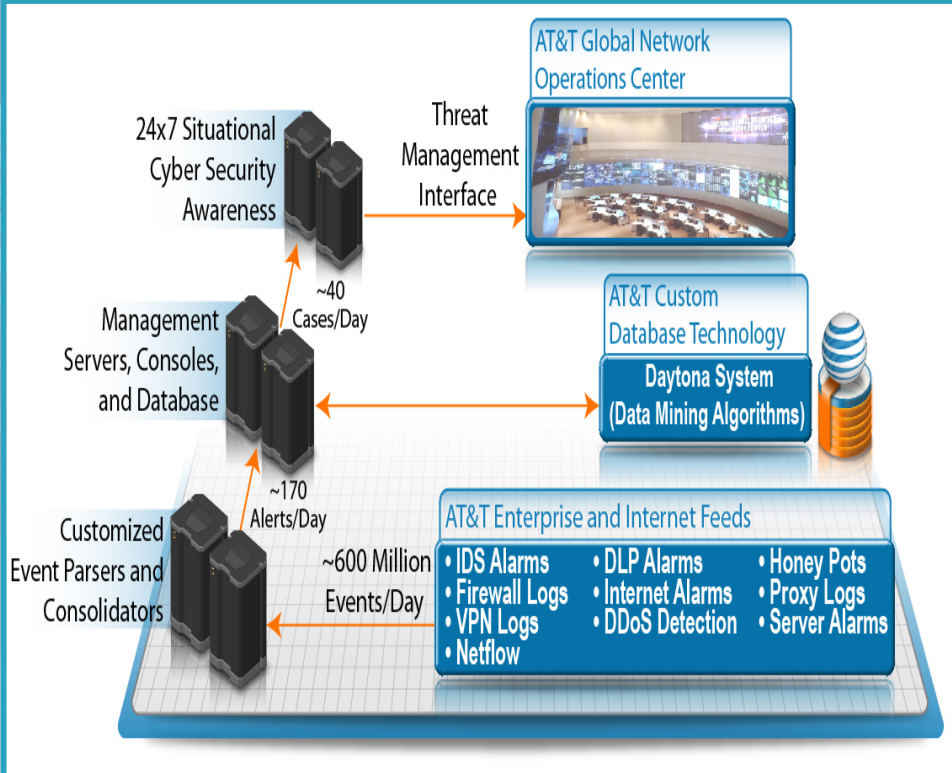 AT&T Global Network
Operations Center
24x7 Situational
Cyber Security
Awareness
Threat
Management
Interface
~40
Cases/Day
Management
Servers, Consoles,
and Database
AT&T Custom
Database Technology
Daytona System
(Data Mining Algorithms)
~170
Alerts/Day
Customized
Event Parsers and
Consolidators
~600 Million
Events/Day
AT&T Enterprise and Internet Feeds
• IDS Alarms
• Firewall Logs
• VPN Logs
• Netflow
• DLP Alarms
• Internet Alarms
• DDoS Detection
• Honey Pots
• Proxy Logs
• Server Alarms